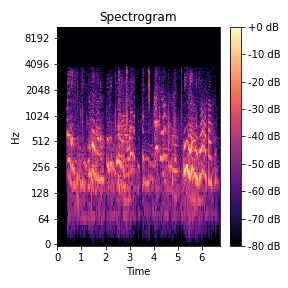 Spectrogram
8192
4096
2048
1024
512
256
128
64
0
Hz
0 1 2 3 4 5 6
Time
+0 dB
-10 dB
-20 dB
-30 dB
-40 dB
-50 dB
-60 dB
-70 dB
-80 dB